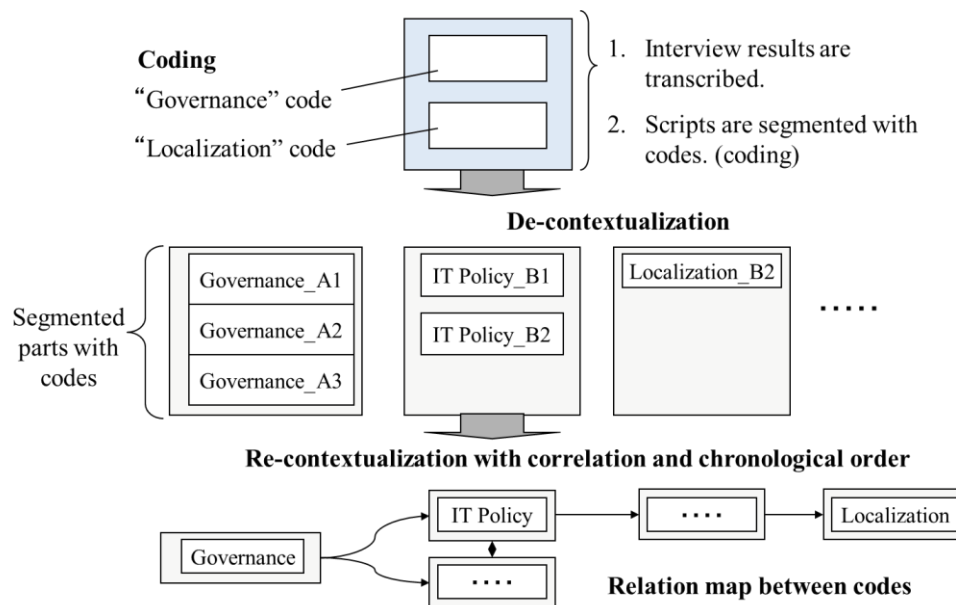 Coding
“Governance” code
“Localization” code
1. Interview results are
transcribed.
2. Scripts are segmented with
codes. (coding)
De-contextualization
Segmented
parts with
codes
Governance_A1
Governance_A2
Governance_A3
IT Policy_B1
IT Policy_B2
Localization_B2
.....
Re-contextualization with correlation and chronological order
Governance
IT Policy
....
....
Localization
Relation map between codes